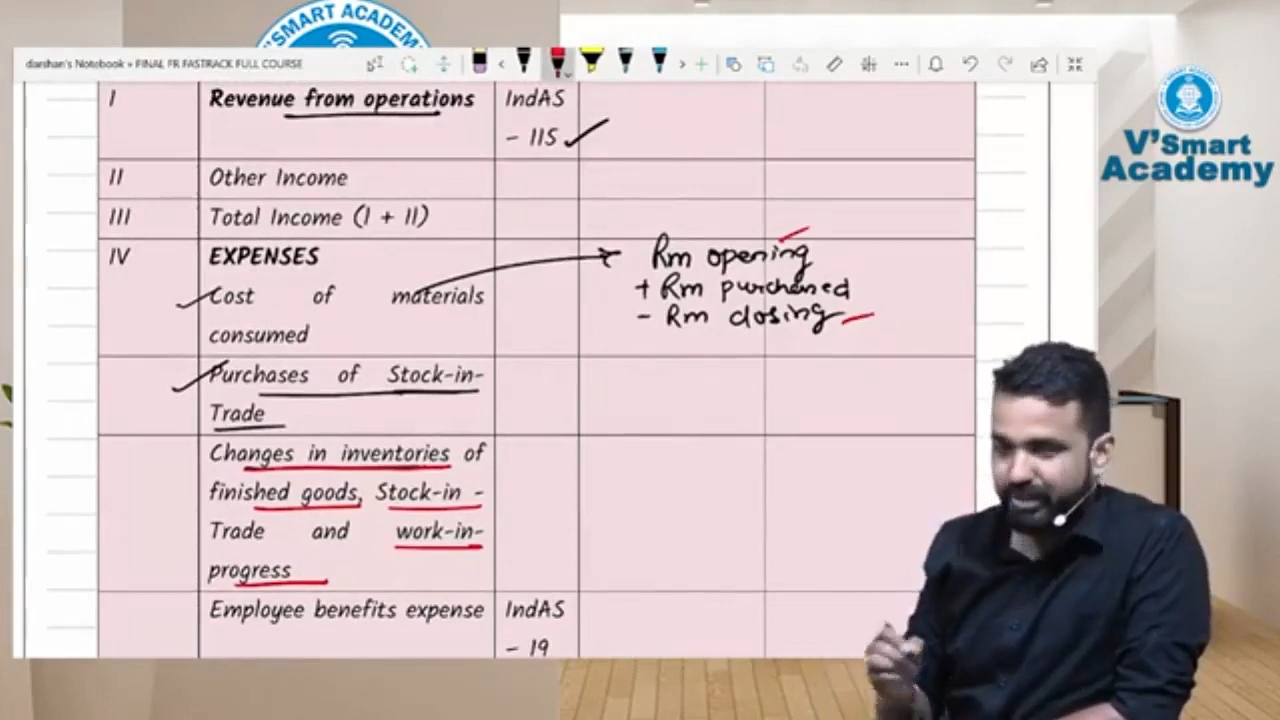 V'SMART ACADEMY
darshan's Notebook » FINAL FR FASTRACK FULL COURSE
I Revenue from operations IndAS
- 115
II Other Income
III Total Income (I + II)
IV EXPENSES
Cost of materials
consumed
Rm opening
+ Rm purchased
- Rm closing
Purchases of Stock-in-
Trade
Changes in inventories of
finished goods, Stock-in -
Trade and work-in-
progress
Employee benefits expense IndAS
- 19
V'Smart
Academy